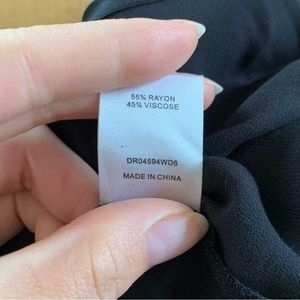 55% RAYON
45% VISCOSE
DR04594WD6
MADE IN CHINA